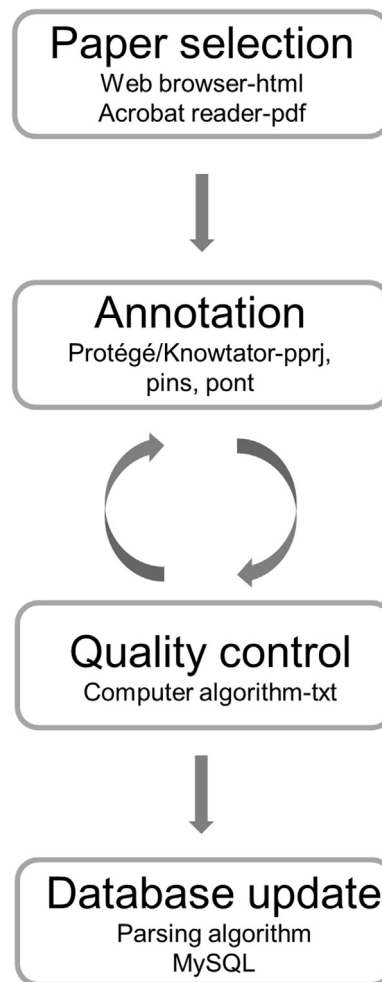 Paper selection
Web browser-html
Acrobat reader-pdf
Annotation
Protégé/Knowtator-pprj,
pins, pont
Quality control
Computer algorithm-txt
Database update
Parsing algorithm
MySQL